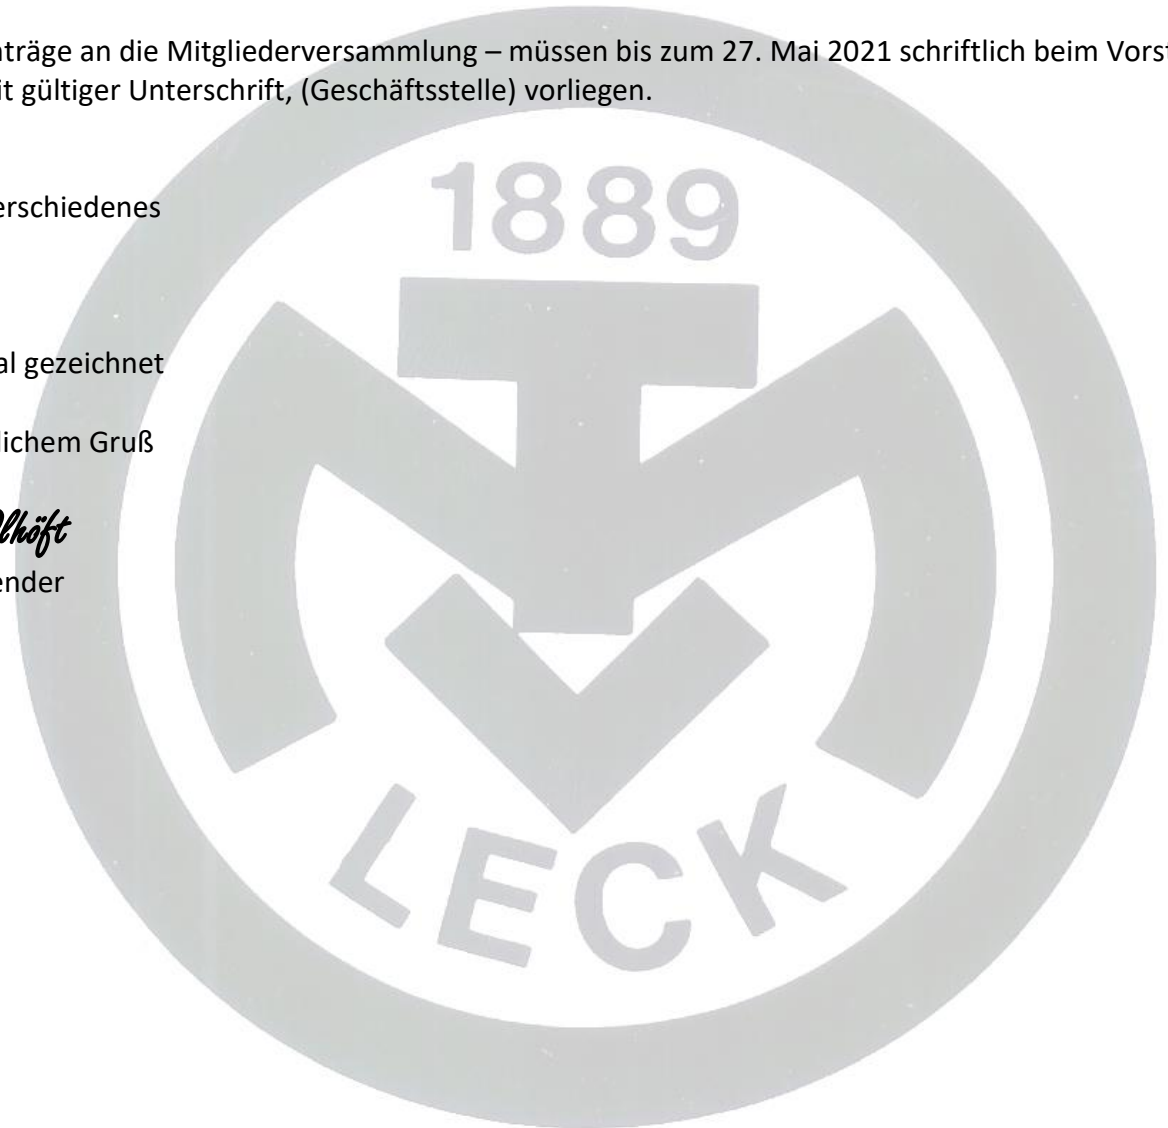 nträge an die Mitgliederversammlung – müssen bis zum 27. Mai 2021 schriftlich beim Vorst
it gültiger Unterschrift, (Geschäftsstelle) vorliegen.
1889
erschiedenes
al gezeichnet
lichem Gruß
lhöft
ender
MTV
LECK